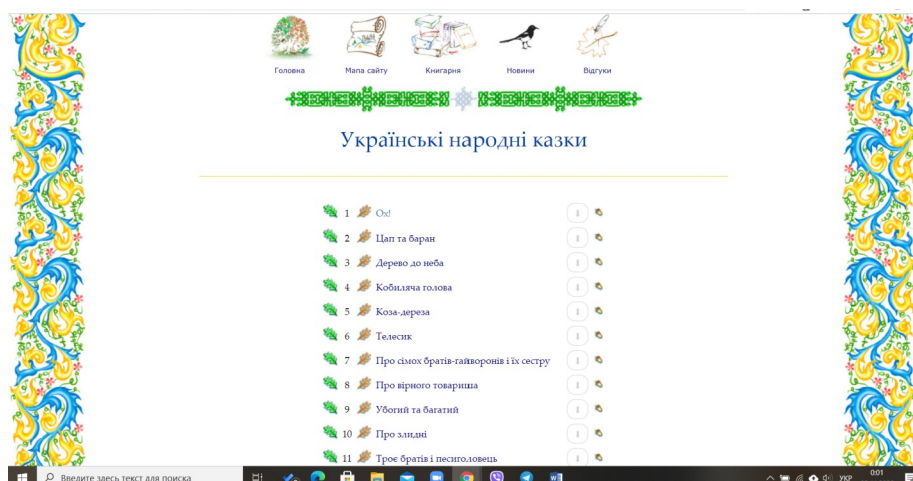 Головна Мапа сайту Книгарня Новини Відгуки
Українські народні казки
1 Ох!
2 Цап та баран
3 Дерево до неба
4 Кобиляча голова
5 Коза-дереза
6 Телесик
7 Про сімох братів-гайворонів і їх сестру
8 Про вірного товариша
9 Убогий та багатий
10 Про злидні
11 Троє братів і песиголовець
Введите здесь текст для поиска
УКР
0:01